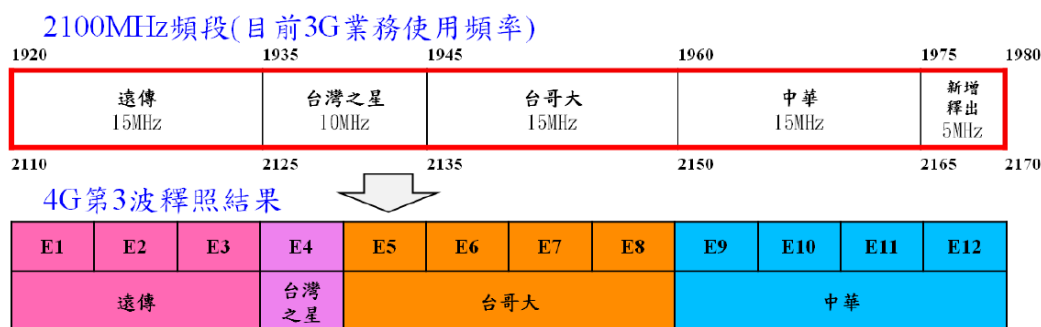 2100MHz頻段(目前3G業務使用頻率)
1920 1935 1945 1960 1975 1980
遠傳 台灣之星 台哥大 中華 新增
釋出
15MHz 10MHz 15MHz 15MHz 5MHz
2110 2125 2135 2150 2165 2170
4G第3波釋照結果
E1 E2 E3 E4 E5 E6 E7 E8 E9 E10 E11 E12
遠傳 台灣 台哥大 中華
之星